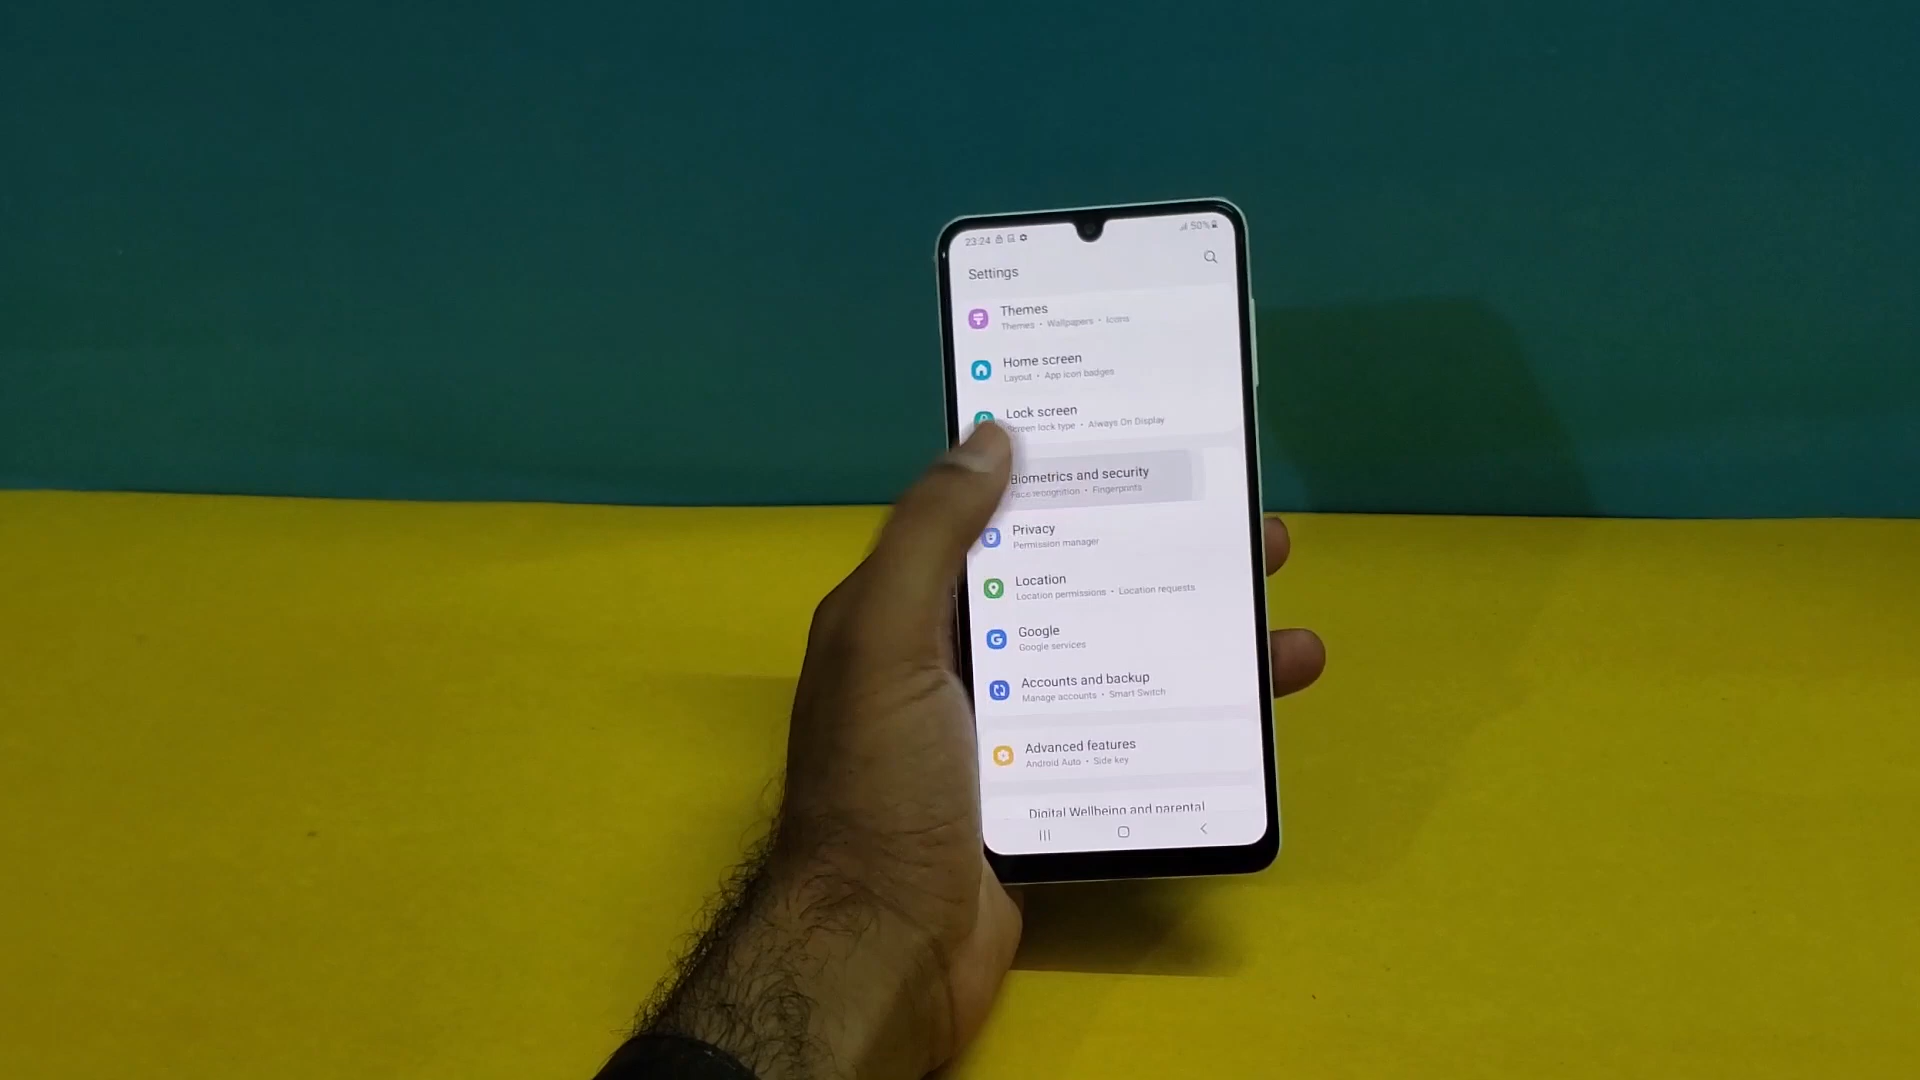 23:24
50%
Settings
Themes
Themes • Wallpapers • Icons
Home screen
Layout • App icon badges
Lock screen
Screen lock type • Always On Display
Biometrics and security
Face recognition • Fingerprints
Privacy
Permission manager
Location
Location permissions • Location requests
Google
Google services
Accounts and backup
Manage accounts • Smart Switch
Advanced features
Android Auto • Side key
Digital Wellbeing and parental